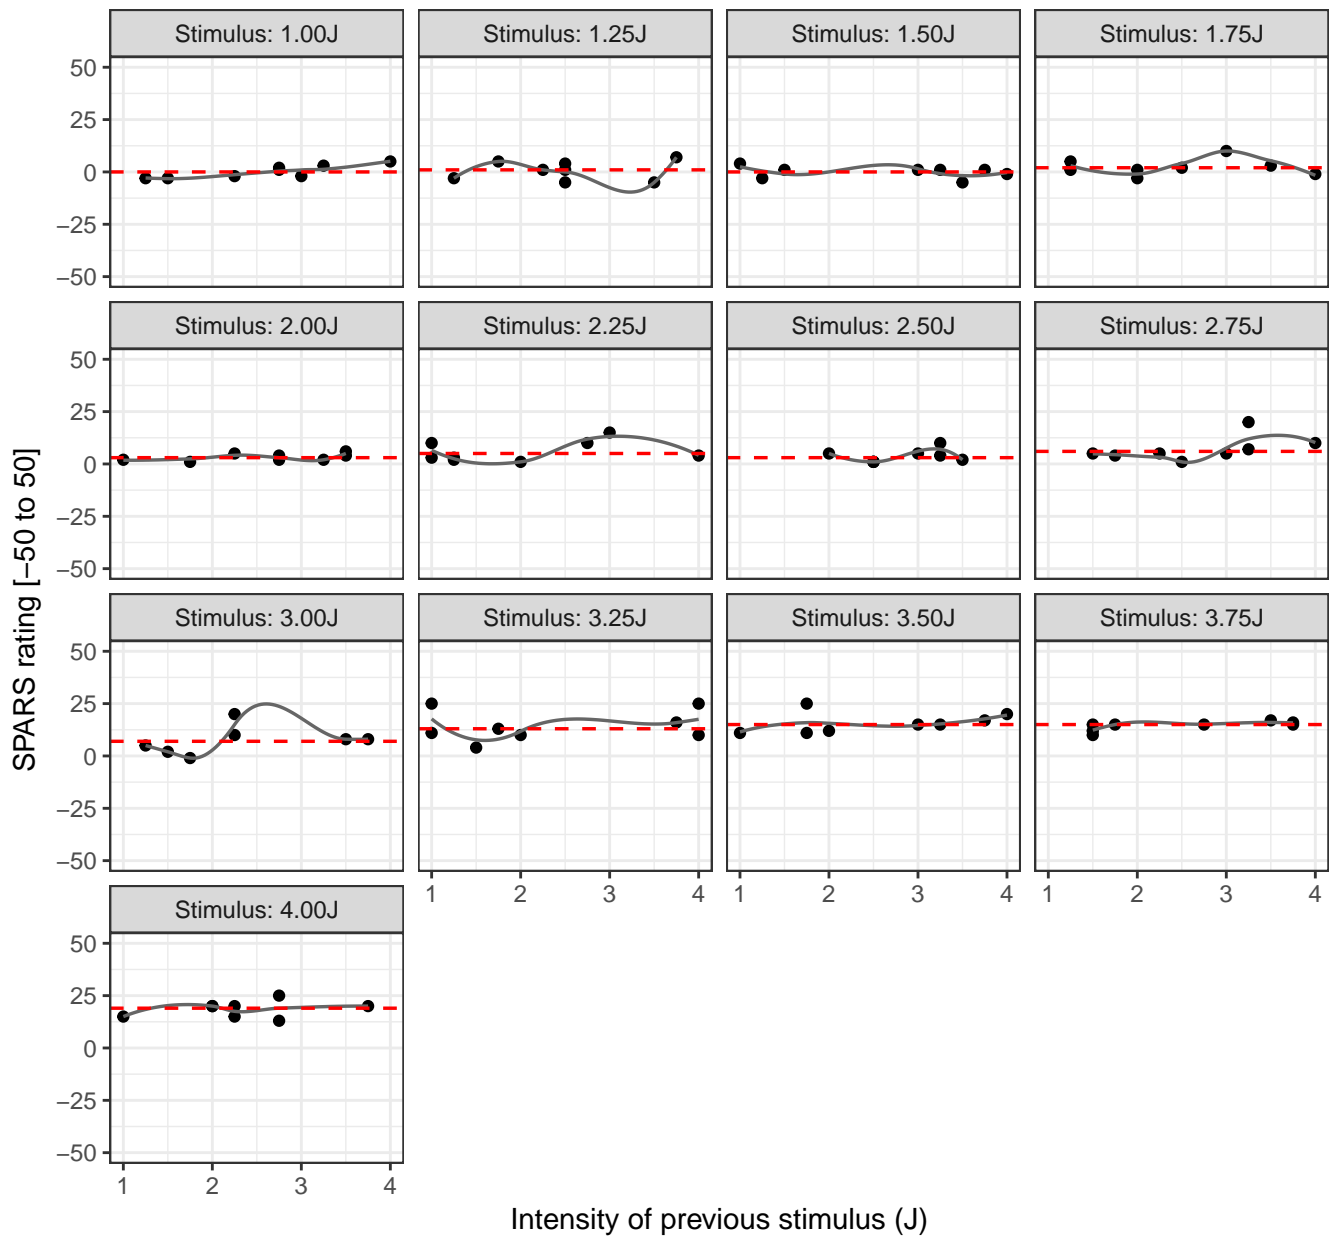 Stimulus: 1.00J Stimulus: 1.25J Stimulus: 1.50J Stimulus: 1.75J
50
25
0
−25
−50
Stimulus: 2.00J Stimulus: 2.25J Stimulus: 2.50J Stimulus: 2.75J
50
25
0
−25
−50
SPARS rating [−50 to 50]
Stimulus: 3.00J Stimulus: 3.25J Stimulus: 3.50J Stimulus: 3.75J
50
25
0
−25
−50
1 2 3 4 1 2 3 4 1 2 3 4
Stimulus: 4.00J
50
25
0
−25
−50
1 2 3 4
Intensity of previous stimulus (J)